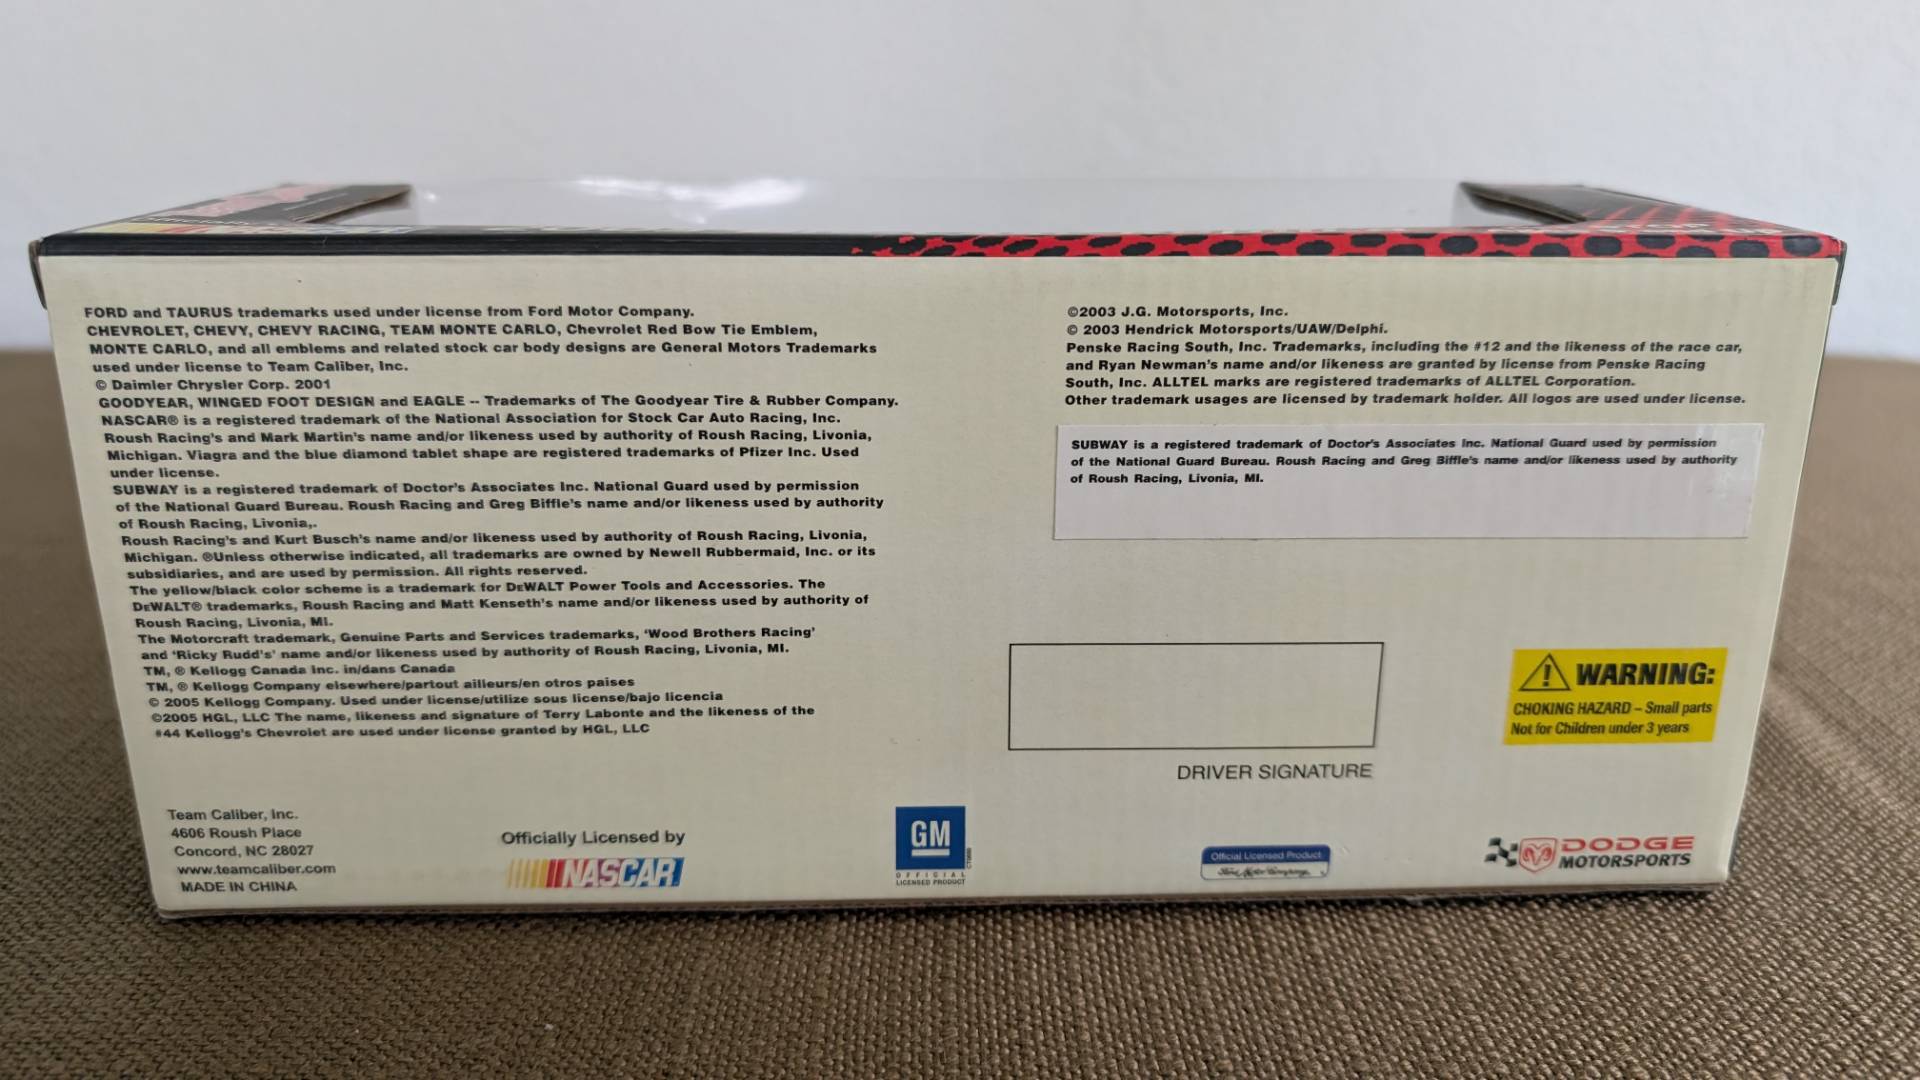 FORD and TAURUS trademarks used under license from Ford Motor Company.
CHEVROLET, CHEVY, CHEVY RACING, TEAM MONTE CARLO, Chevrolet Red Bow Tie Emblem,
MONTE CARLO, and all emblems and related stock car body designs are General Motors Trademarks
used under license to Team Caliber, Inc.
© Daimler Chrysler Corp. 2001
GOODYEAR, WINGED FOOT DESIGN and EAGLE -- Trademarks of The Goodyear Tire & Rubber Company.
NASCAR® is a registered trademark of the National Association for Stock Car Auto Racing, Inc.
Roush Racing's and Mark Martin's name and/or likeness used by authority of Roush Racing, Livonia,
Michigan. Viagra and the blue diamond tablet shape are registered trademarks of Pfizer Inc. Used
under license.
SUBWAY is a registered trademark of Doctor's Associates Inc. National Guard used by permission
of the National Guard Bureau. Roush Racing and Greg Biffle's name and/or likeness used by authority
of Roush Racing, Livonia,.
Roush Racing's and Kurt Busch's name and/or likeness used by authority of Roush Racing, Livonia,
Michigan. ®Unless otherwise indicated, all trademarks are owned by Newell Rubbermaid, Inc. or its
subsidiaries, and are used by permission. All rights reserved.
The yellow/black color scheme is a trademark for DEWALT Power Tools and Accessories. The
DEWALT® trademarks, Roush Racing and Matt Kenseth's name and/or likeness used by authority of
Roush Racing, Livonia, MI.
The Motorcraft trademark, Genuine Parts and Services trademarks, 'Wood Brothers Racing'
and 'Ricky Rudd's' name and/or likeness used by authority of Roush Racing, Livonia, MI.
TM, ® Kellogg Canada Inc. in/dans Canada
TM, ® Kellogg Company elsewhere/partout ailleurs/en otros paises
© 2005 Kellogg Company. Used under license/utilize sous license/bajo licencia
©2005 HGL, LLC The name, likeness and signature of Terry Labonte and the likeness of the
#44 Kellogg's Chevrolet are used under license granted by HGL, LLC
©2003 J.G. Motorsports, Inc.
© 2003 Hendrick Motorsports/UAW/Delphi.
Penske Racing South, Inc. Trademarks, including the #12 and the likeness of the race car,
and Ryan Newman's name and/or likeness are granted by license from Penske Racing
South, Inc. ALLTEL marks are registered trademarks of ALLTEL Corporation.
Other trademark usages are licensed by trademark holder. All logos are used under license.
SUBWAY is a registered trademark of Doctor's Associates Inc. National Guard used by permission
of the National Guard Bureau. Roush Racing and Greg Biffle's name and/or likeness used by authority
of Roush Racing, Livonia, MI.
WARNING:
CHOKING HAZARD – Small parts
Not for Children under 3 years
DRIVER SIGNATURE
Team Caliber, Inc.
4606 Roush Place
Concord, NC 28027
www.teamcaliber.com
MADE IN CHINA
Officially Licensed by
NASCAR
GM
OFFICIAL
LICENSED PRODUCT
Official Licensed Product
Ford Motor Company
DODGE
MOTORSPORTS